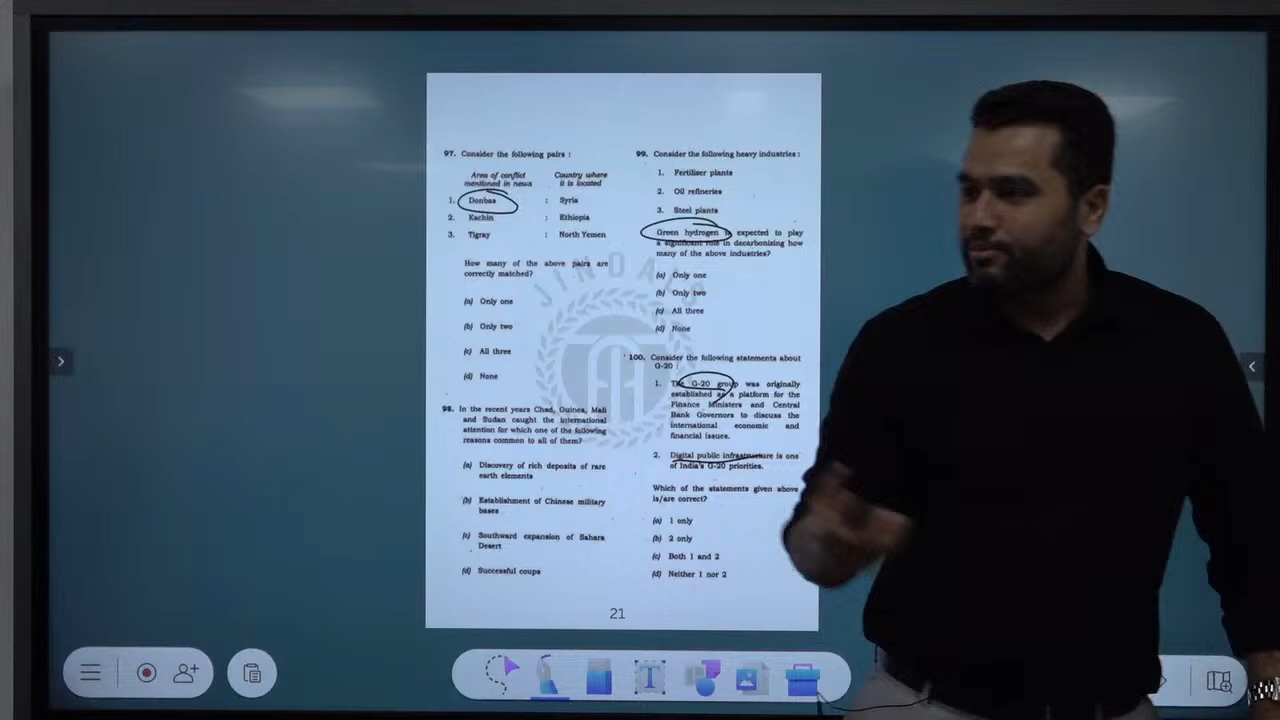 97. Consider the following pairs :
Area of conflict mentioned in news
Country where it is located
1. Donbas : Syria
2. Kachin : Ethiopia
3. Tigray : North Yemen
How many of the above pairs are
correctly matched?
(a) Only one
(b) Only two
(c) All three
(d) None
98. In the recent years Chad, Guinea, Mali
and Sudan caught the international
attention for which one of the following
reasons common to all of them?
(a) Discovery of rich deposits of rare
earth elements
(b) Establishment of Chinese military
bases
(c) Southward expansion of Sahara
Desert
(d) Successful coups
99. Consider the following heavy industries :
1. Fertilizer plants
2. Oil refineries
3. Steel plants
Green hydrogen is expected to play
a significant role in decarbonizing how
many of the above industries?
(a) Only one
(b) Only two
(c) All three
(d) None
100. Consider the following statements about
G-20 :
1. The G-20 group was originally
established as a platform for the
Finance Ministers and Central
Bank Governors to discuss the
international economic and
financial issues.
2. Digital public infrastructure is one
of India's G-20 priorities.
Which of the statements given above
is/are correct?
(a) 1 only
(b) 2 only
(c) Both 1 and 2
(d) Neither 1 nor 2
21
T